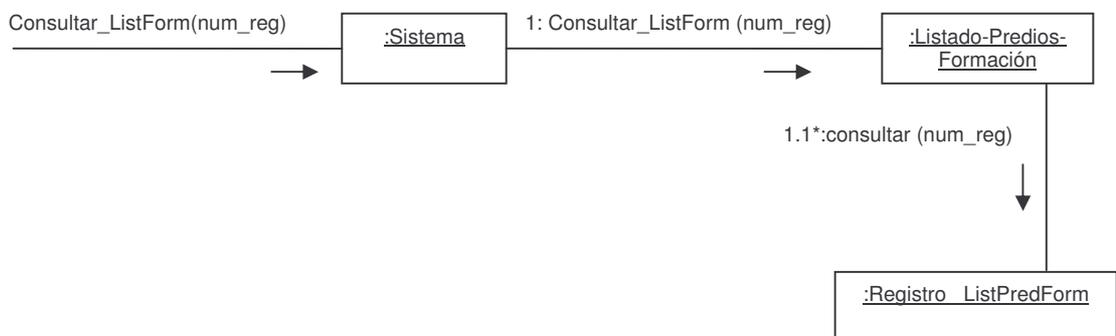 Consultar_ListForm(num_reg)
:Sistema
1: Consultar_ListForm (num_reg)
:Listado-Predios-
Formación
1.1*:consultar (num_reg)
:Registro_ListPredForm